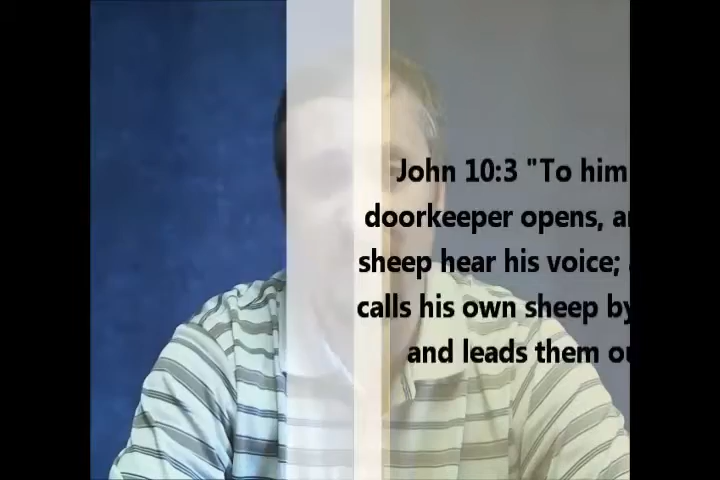 John 10:3 "To him
doorkeeper opens,
sheep hear his voice;
calls his own sheep by
and leads them